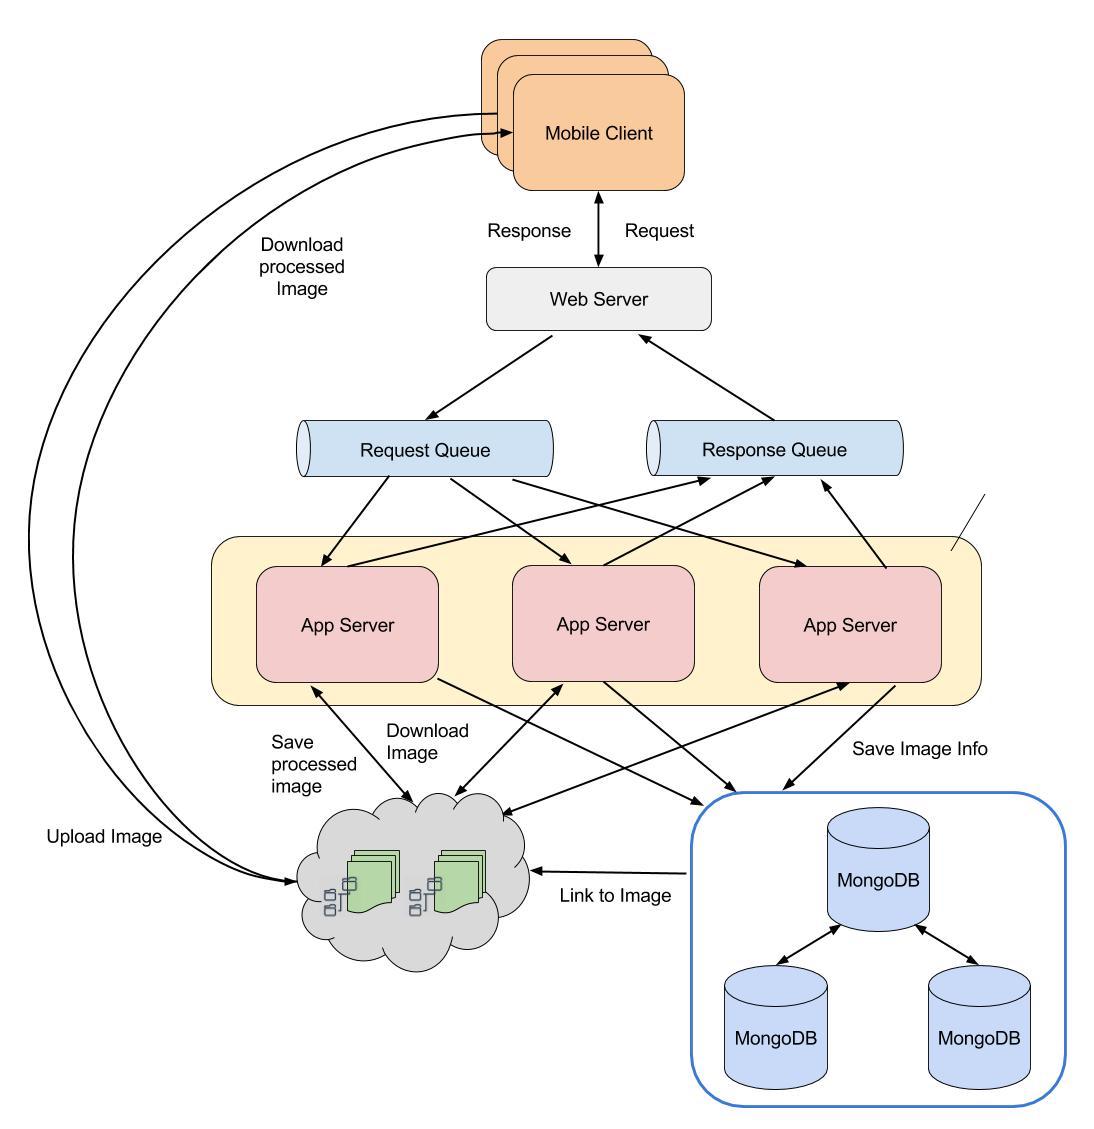 Mobile Client
Response
Request
Download
processed
Image
Web Server
Request Queue
Response Queue
App Server
App Server
App Server
Save
processed
image
Download
Image
Save Image Info
Upload Image
Link to Image
MongoDB
MongoDB
MongoDB